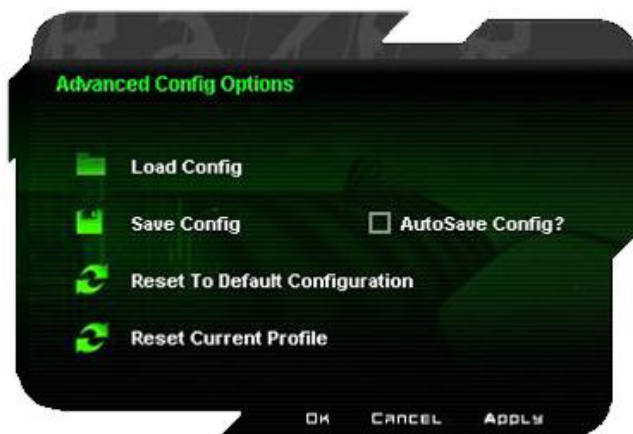 RAZER
Advanced Config Options
Load Config
Save Config AutoSave Config?
Reset To Default Configuration
Reset Current Profile
OK CANCEL APPLY